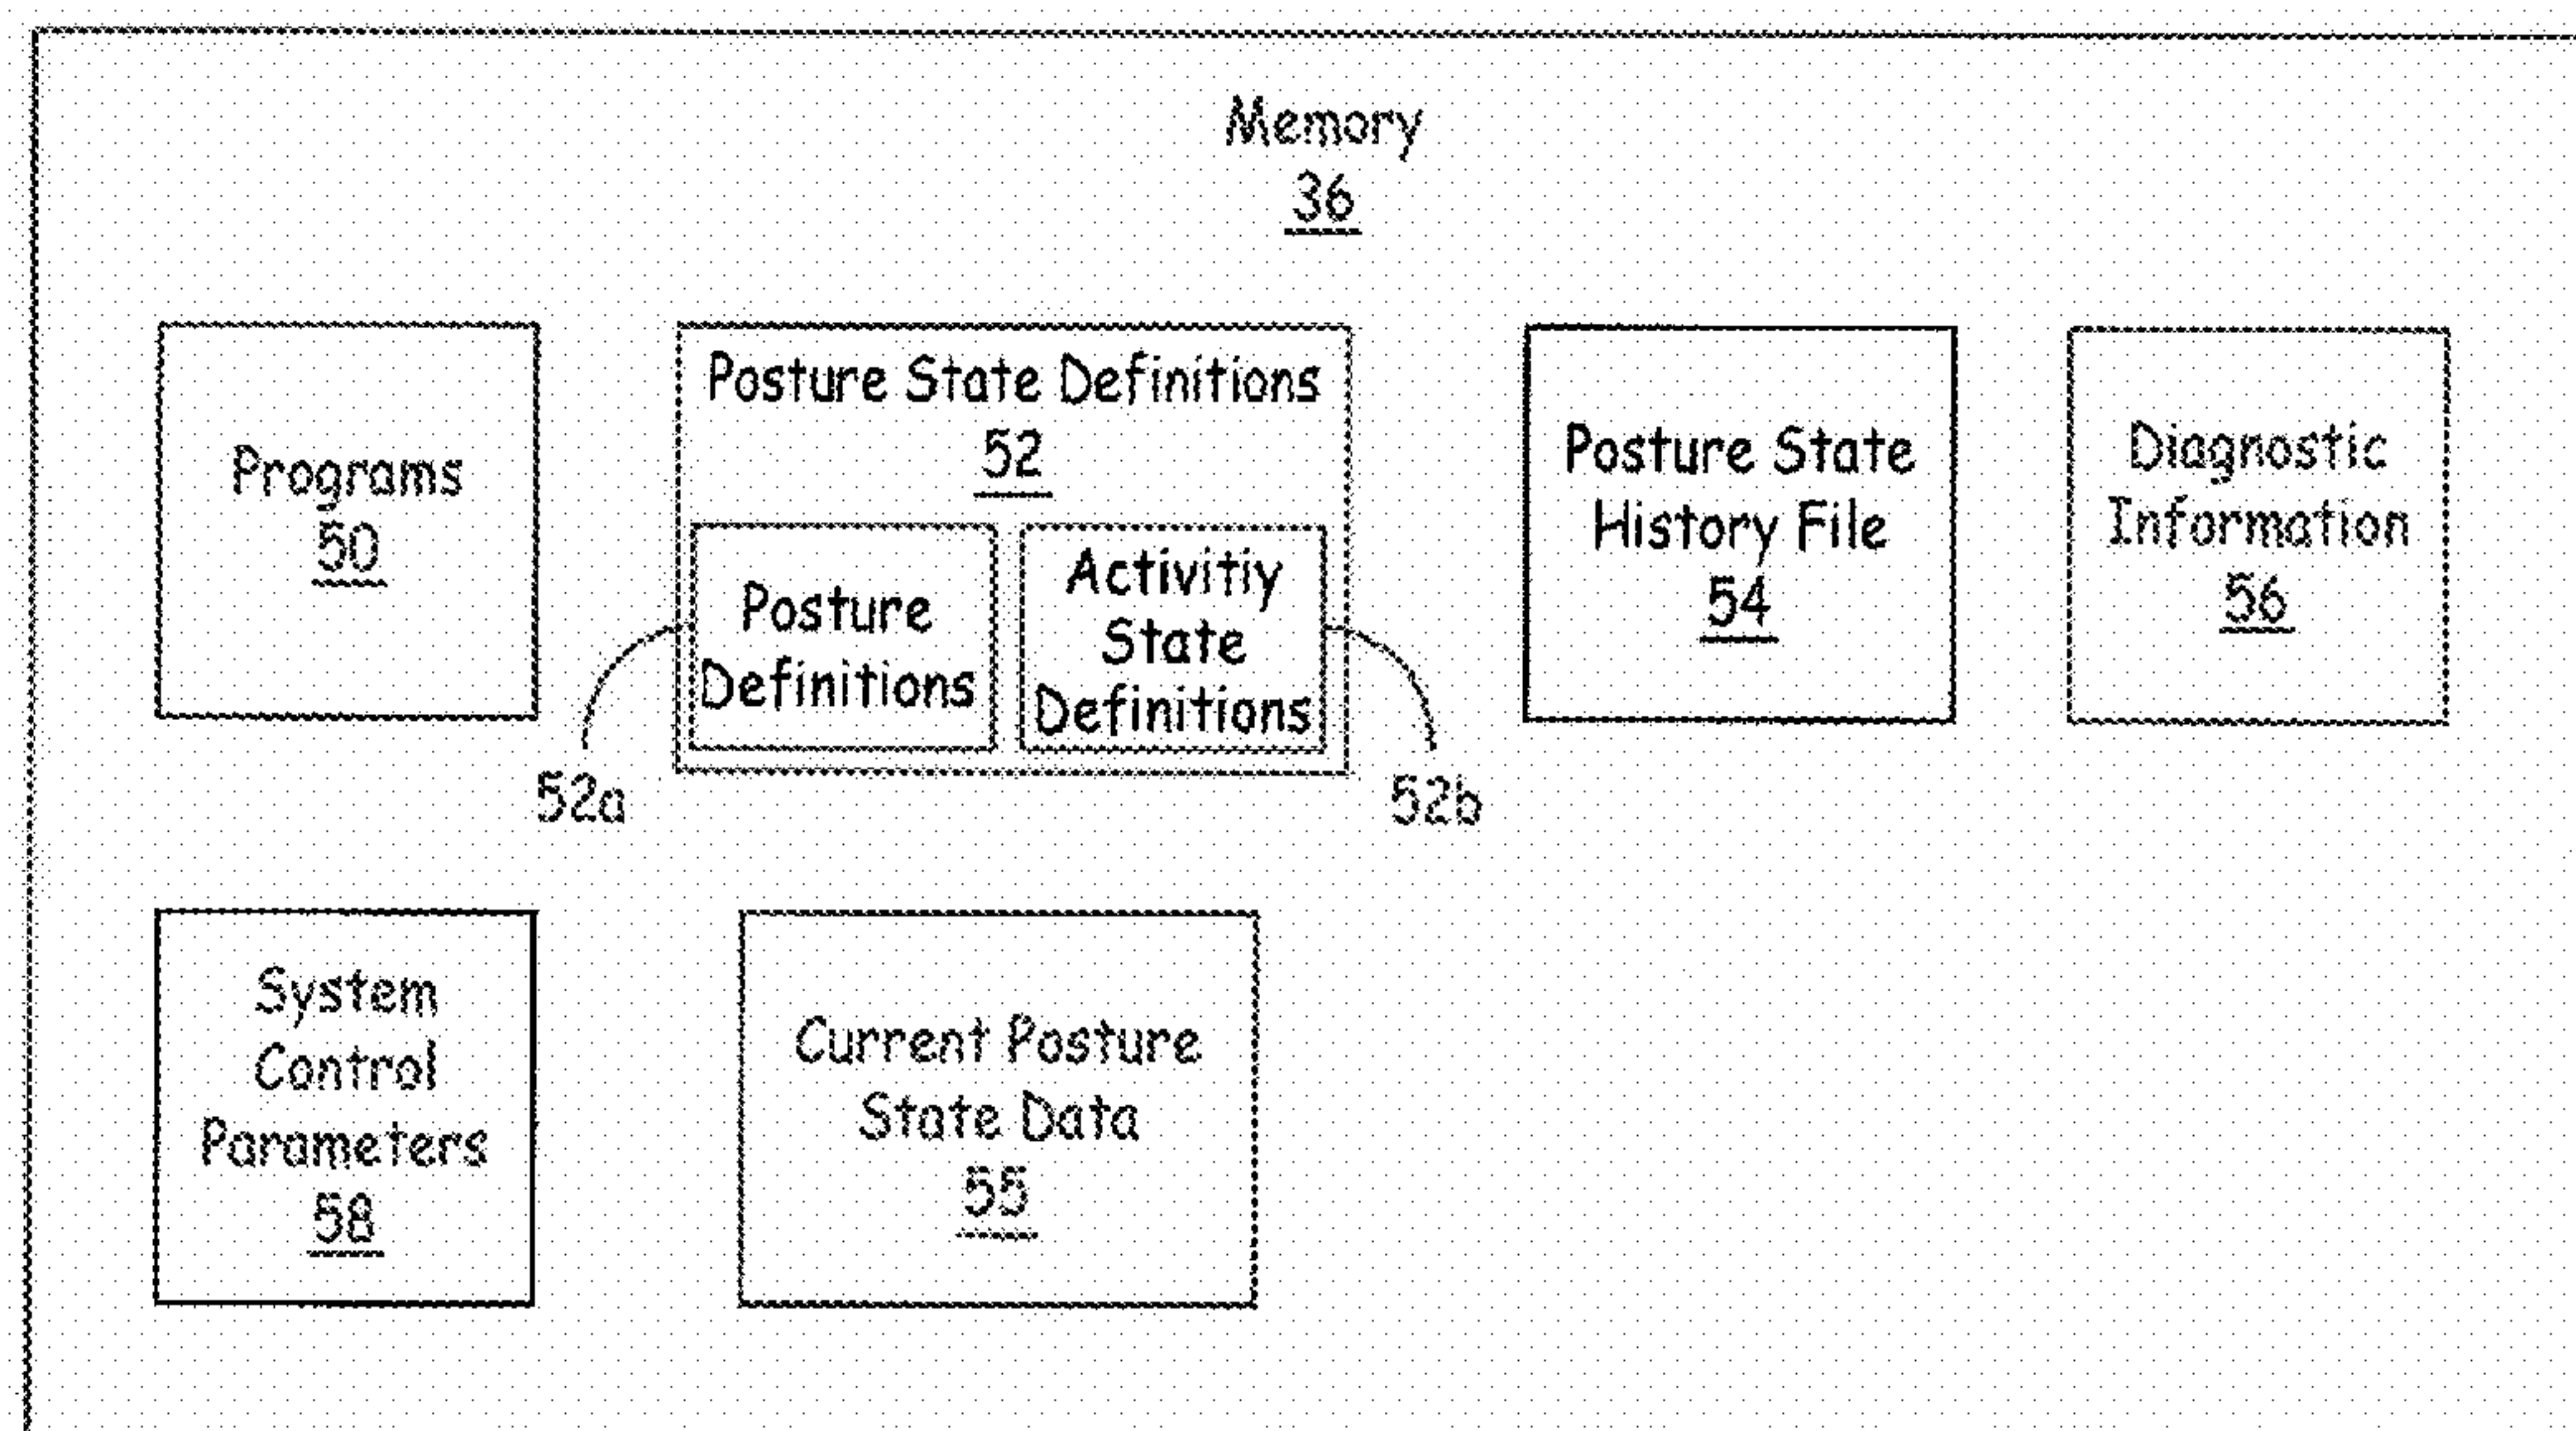 Memory
36
Programs
50
Posture State Definitions
52
Posture
Definitions
Activitiy
State
Definitions
52a
52b
Posture State
History File
54
Diagnostic
Information
56
System
Control
Parameters
58
Current Posture
State Data
55